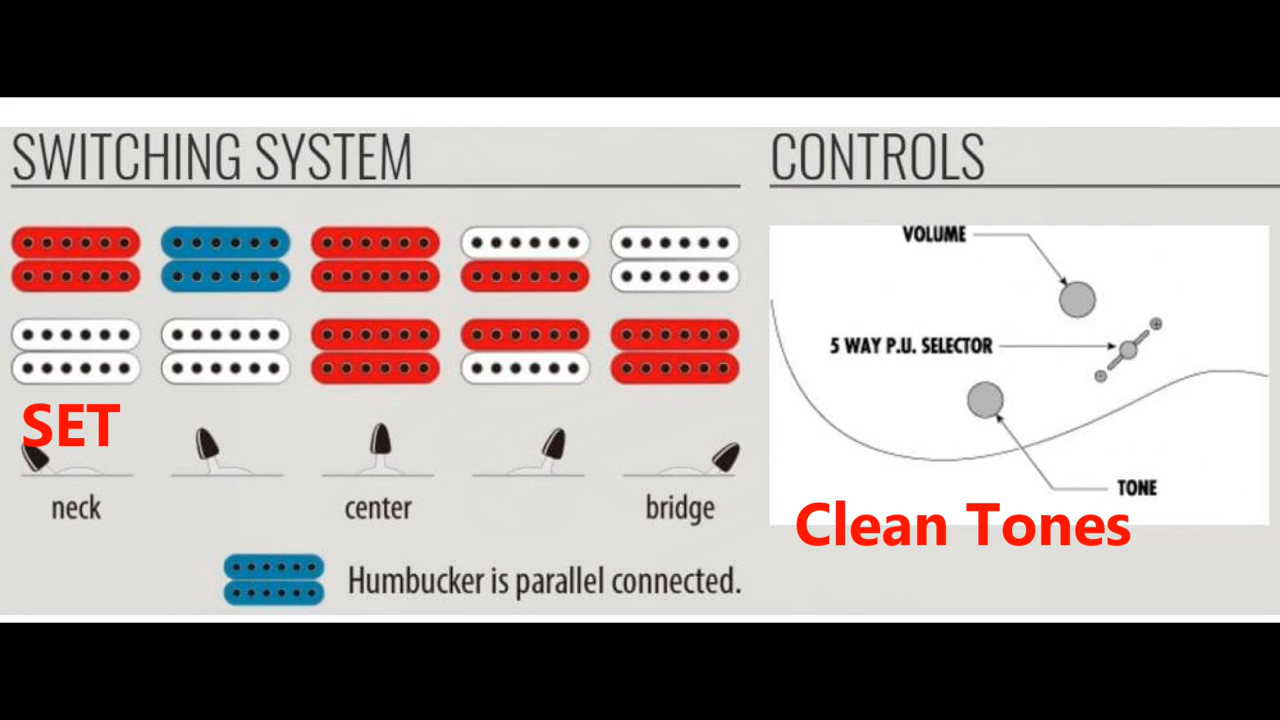 SWITCHING SYSTEM
SET
neck
center
bridge
Humbucker is parallel connected.
CONTROLS
VOLUME
5 WAY P.U. SELECTOR
TONE
Clean Tones